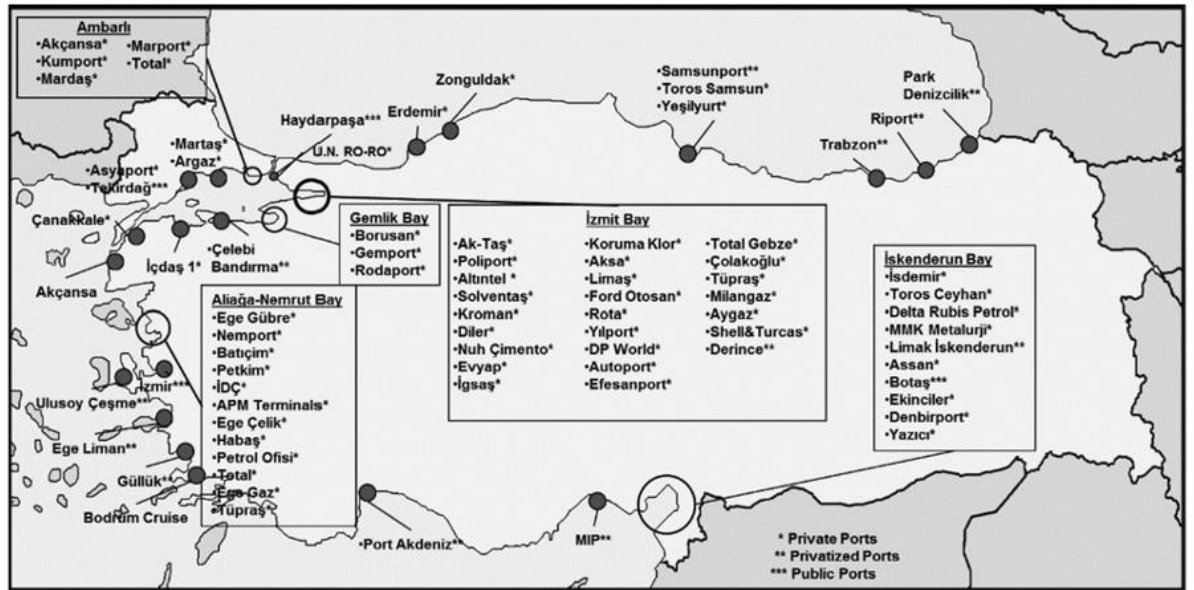 Ambarlı
•Akçansa* •Marport*
•Kumport* •Total*
•Mardaş*
Zonguldak*
Erdemir*
Haydarpaşa***
U.N. RO-RO*
•Martaş*
•Argaz*
•Asyaport*
•Tekirdağ***
Çanakkale*
İçdaş 1*
•Çelebi
Bandırma**
Akçansa
•Samsunport**
•Toros Samsun*
•Yeşilyurt*
Park
Denizcilik**
Riport**
Trabzon**
Gemlik Bay
•Borusan*
•Gemport*
•Rodaport*
İzmit Bay
•Ak-Taş* •Koruma Klor* •Total Gebze*
•Poliport* •Aksa* •Çolakoğlu*
•Altıntel * •Limaş* •Tüpraş*
•Solventaş* •Ford Otosan* •Milangaz*
•Kroman* •Rota* •Aygaz*
•Diler* •Yılport* •Shell&Turcas*
•Nuh Çimento* •DP World* •Derince**
•Evyap* •Autoport*
•İgsaş* •Efesanport*
İskenderun Bay
•İsdemir*
•Toros Ceyhan*
•Delta Rubis Petrol*
•MMK Metalurji*
•Limak İskenderun**
•Assan*
•Botaş***
•Ekinciler*
•Denbirport*
•Yazıcı*
Aliağa-Nemrut Bay
•Ege Gübre*
•Nemport*
•Batıçim*
•Petkim*
•İDÇ*
•APM Terminals*
•Ege Çelik*
•Habaş*
•Petrol Ofisi*
•Total*
•Ege Gaz*
•Tüpraş*
İzmir***
Ulusoy Çeşme**
Ege Liman**
Güllük**
Bodrum Cruise
•Port Akdeniz**
MIP**
* Private Ports
** Privatized Ports
*** Public Ports